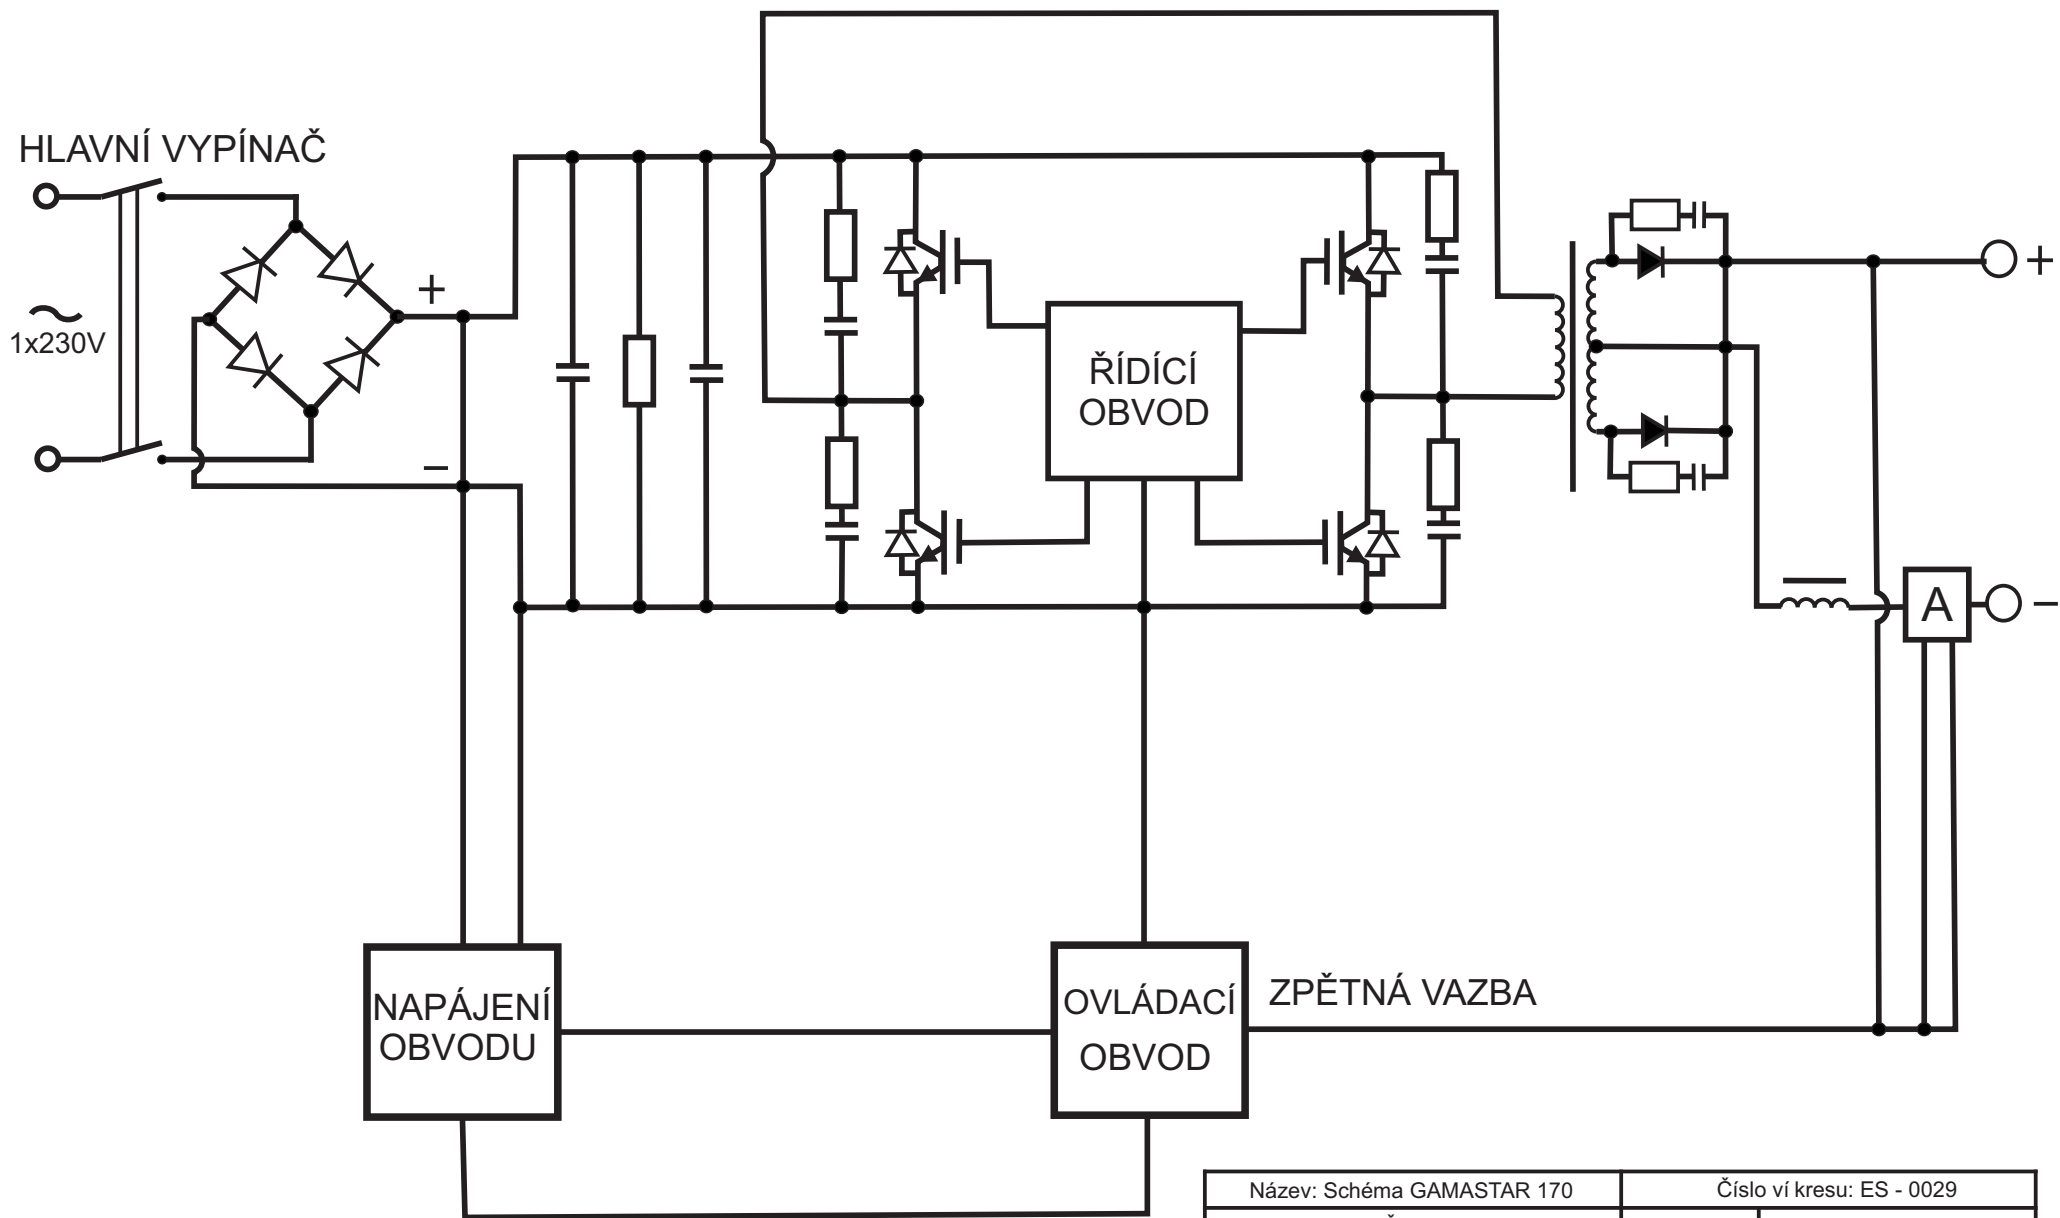 HLAVNÍ VYPÍNAČ
1x230V
+
−
ŘÍDÍCÍ
OBVOD
+
A
−
NAPÁJENÍ
OBVODU
OVLÁDACÍ
OBVOD
ZPĚTNÁ VAZBA
Název: Schéma GAMASTAR 170
Číslo ví kresu: ES - 0029